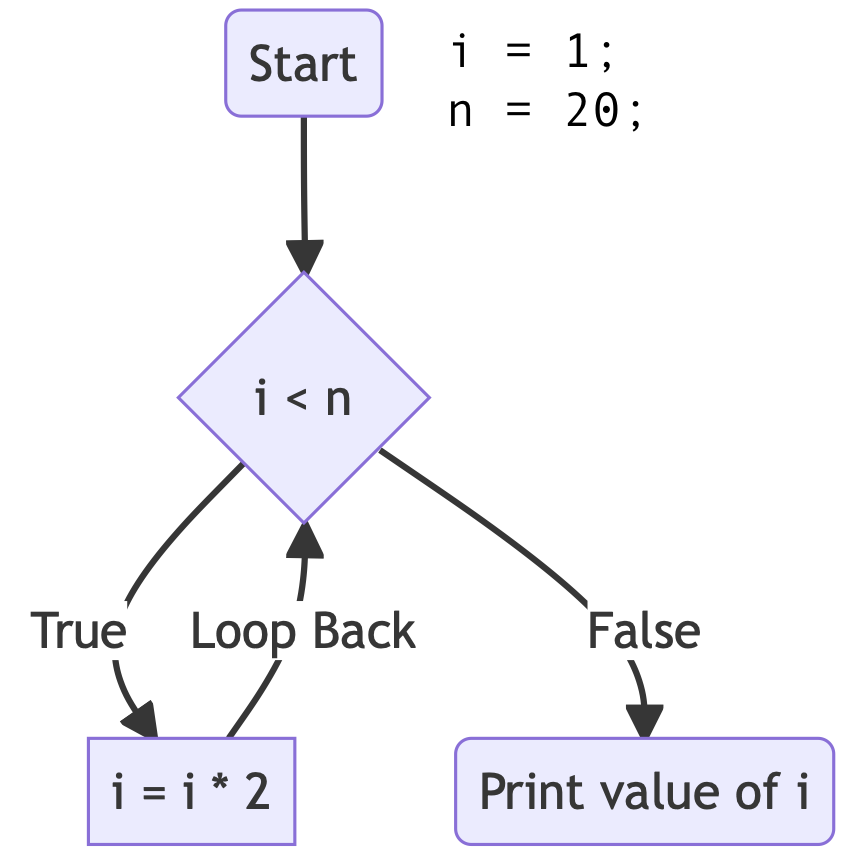 Start
i = 1;
n = 20;
i < n
True
Loop Back
False
i = i * 2
Print value of i